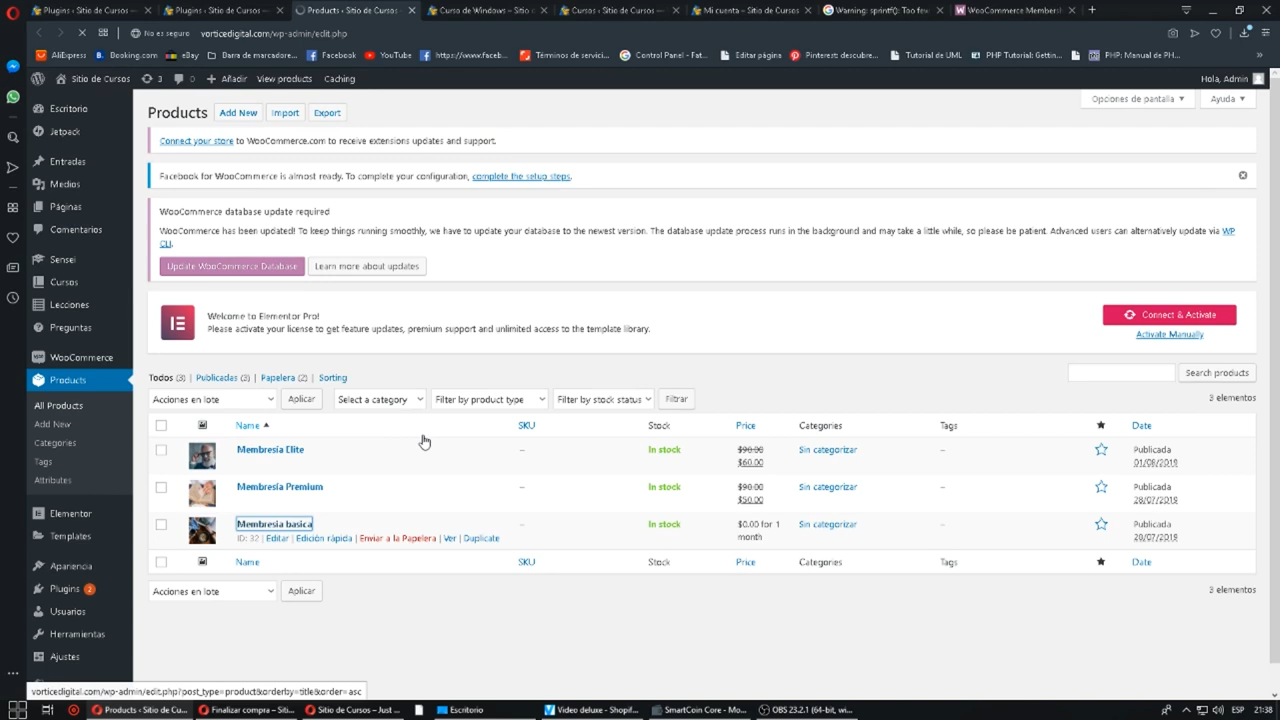 Plugins ‹ Sitio de Cursos —
Plugins ‹ Sitio de Cursos —
Products ‹ Sitio de Cursos
Curso de Windows – Sitio
Cursos ‹ Sitio de Cursos —
Mi cuenta – Sitio de Cursos
Warning: sprintf(): Too few
WooCommerce Membersh
No es seguro
vorticedigital.com/wp-admin/edit.php
AliExpress
Booking.com
eBay
Barra de marcadore...
Facebook
YouTube
https://www.faceb...
Términos de servici...
Control Panel - Fat...
Editar página
Pinterest: descubre...
Tutorial de UML
PHP Tutorial: Gettin...
PHP: Manual de PH...
Sitio de Cursos
3
0
Añadir
View products
Caching
Hola, Admin
Escritorio
Jetpack
Entradas
Medios
Páginas
Comentarios
Sensei
Cursos
Lecciones
Preguntas
WooCommerce
Products
All Products
Add New
Categories
Tags
Attributes
Elementor
Templates
Apariencia
Plugins 2
Usuarios
Herramientas
Ajustes
Products
Add New
Import
Export
Opciones de pantalla
Ayuda
Connect your store to WooCommerce.com to receive extensions updates and support.
Facebook for WooCommerce is almost ready. To complete your configuration, complete the setup steps.
WooCommerce database update required
WooCommerce has been updated! To keep things running smoothly, we have to update your database to the newest version. The database update process runs in the background and may take a little while, so please be patient. Advanced users can alternatively update via WP
CLI.
Update WooCommerce Database
Learn more about updates
Welcome to Elementor Pro!
Please activate your license to get feature updates, premium support and unlimited access to the template library.
Connect & Activate
Activate Manually
Todos (3) | Publicadas (3) | Papelera (2) | Sorting
Search products
Acciones en lote
Aplicar
Select a category
Filter by product type
Filter by stock status
Filtrar
3 elementos
Name
SKU
Stock
Price
Categories
Tags
Date
Membresía Elite
–
In stock
$90.00
$60.00
Sin categorizar
–
Publicada
01/08/2019
Membresía Premium
–
In stock
$90.00
$50.00
Sin categorizar
–
Publicada
28/07/2019
Membresia basica
ID: 32 | Editar | Edición rápida | Enviar a la Papelera | Ver | Duplicate
–
In stock
$0.00 for 1
month
Sin categorizar
–
Publicada
28/07/2019
Name
SKU
Stock
Price
Categories
Tags
Date
Acciones en lote
Aplicar
3 elementos
vorticedigital.com/wp-admin/edit.php?post_type=product&orderby=title&order=asc
Products ‹ Sitio de Cu...
Finalizar compra – Siti...
Sitio de Cursos – Just ...
Escritorio
Video deluxe - Shopif...
SmartCoin Core - Mo...
OBS 23.2.1 (64-bit, wi...
ESP
21:38